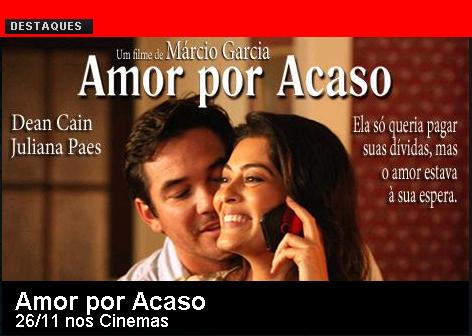 DESTAQUES
Um filme de Márcio Garcia
Amor por Acaso
Dean Cain
Juliana Paes
Ela só queria pagar
suas dívidas, mas
o amor estava
à sua espera.
Amor por Acaso
26/11 nos Cinemas